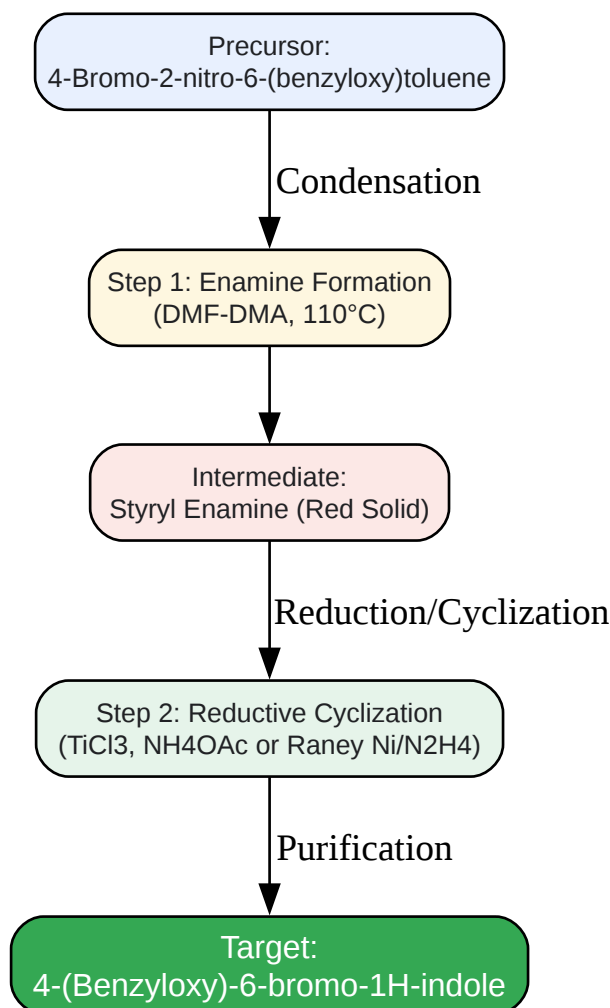 Precursor:
4-Bromo-2-nitro-6-(benzyloxy)toluene
Condensation
Step 1: Enamine Formation
(DMF-DMA, 110°C)
Intermediate:
Styryl Enamine (Red Solid)
Reduction/Cyclization
Step 2: Reductive Cyclization
(TiCl3, NH4OAc or Raney Ni/N2H4)
Purification
Target:
4-(Benzyloxy)-6-bromo-1H-indole